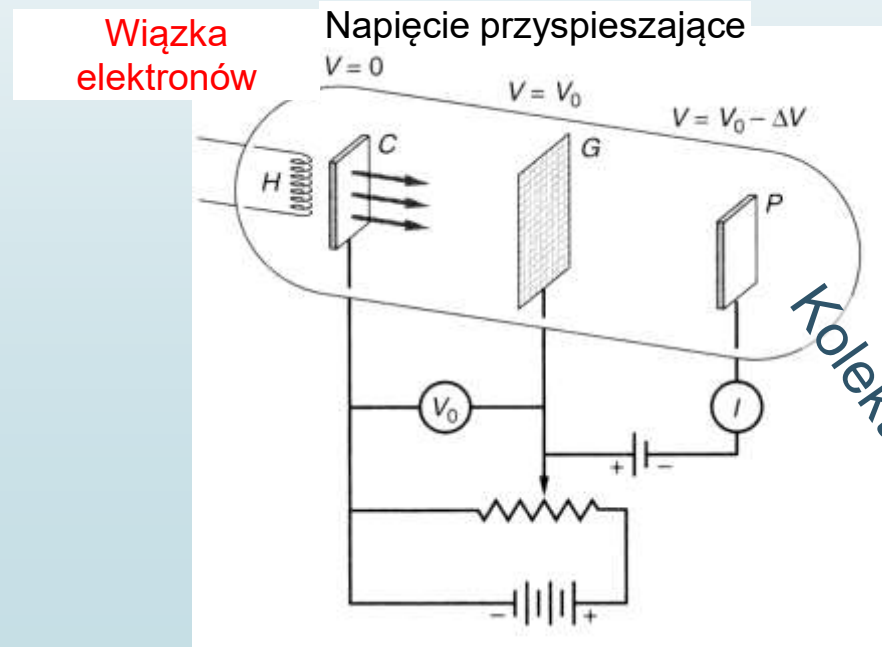 Wiązka
elektronów
Napięcie przyspieszające
V = 0
V = V₀
V = V₀ – ΔV
H
C
G
P
V₀
I
+
–
–
+